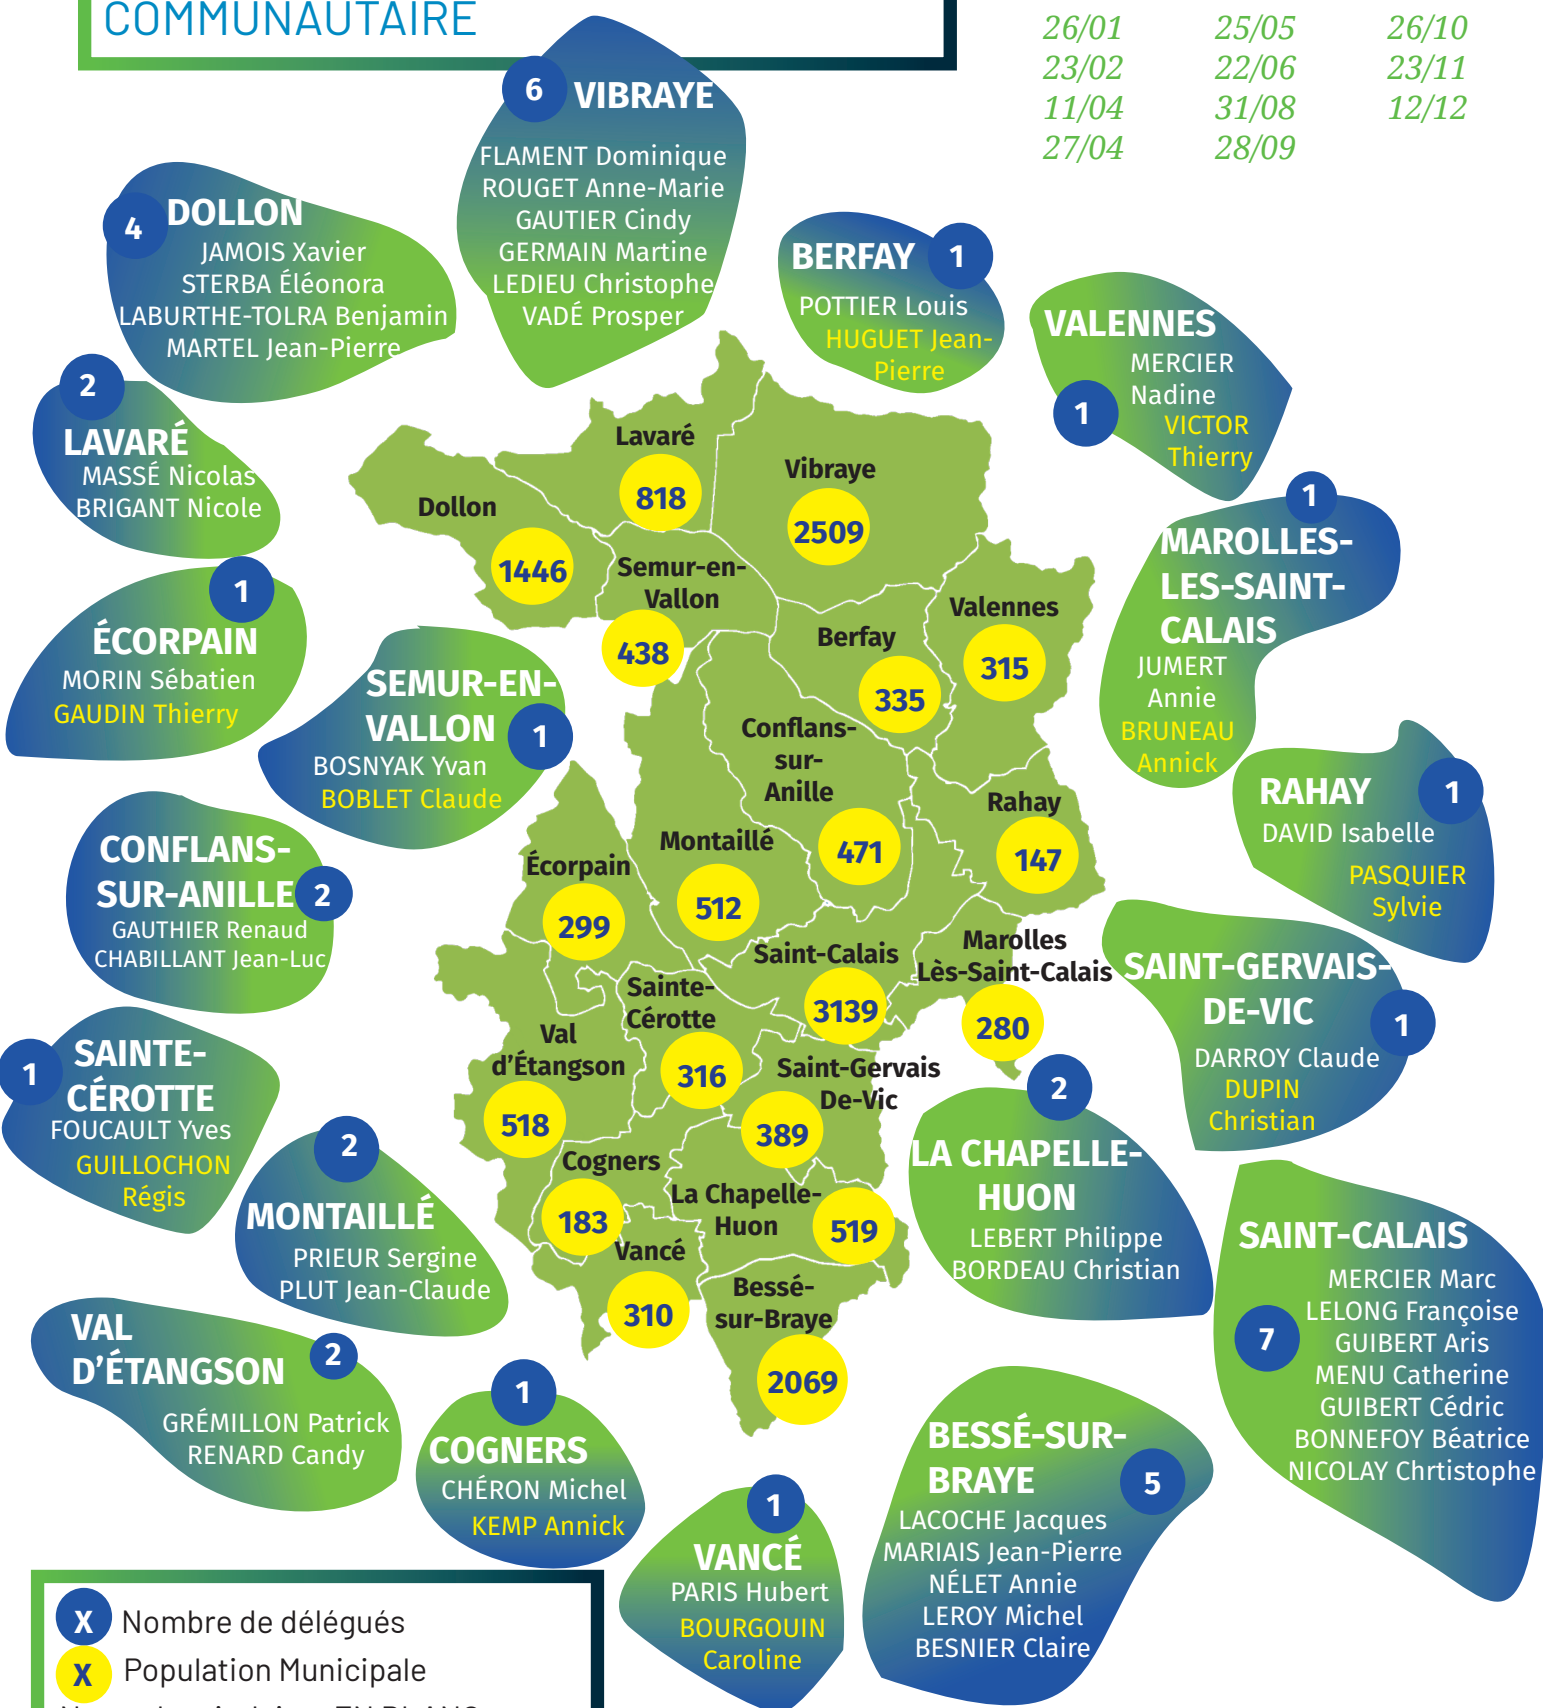 COMMUNAUTAIRE
26/01
23/02
11/04
27/04
25/05
22/06
31/08
28/09
26/10
23/11
12/12
6 VIBRAYE
FLAMENT Dominique
ROUGET Anne-Marie
GAUTIER Cindy
GERMAIN Martine
LEDIEU Christophe
VADÉ Prosper
4 DOLLON
JAMOIS Xavier
STERBA Éléonora
LABURTHE-TOLRA Benjamin
MARTEL Jean-Pierre
BERFAY 1
POTTIER Louis
HUGUET Jean-
Pierre
VALENNES
MERCIER
Nadine
1
VICTOR
Thierry
2
LAVARÉ
MASSÉ Nicolas
BRIGANT Nicole
1
MAROLLES-
LES-SAINT-
CALAIS
JUMERT
Annie
BRUNEAU
Annick
1
ÉCORPAIN
MORIN Sébatien
GAUDIN Thierry
SEMUR-EN-
VALLON 1
BOSNYAK Yvan
BOBLET Claude
RAHAY 1
DAVID Isabelle
PASQUIER
Sylvie
CONFLANS-
SUR-ANILLE 2
GAUTHIER Renaud
CHABILLANT Jean-Luc
SAINT-GERVAIS-
DE-VIC
1
DARROY Claude
DUPIN
Christian
1
SAINTE-
CÉROTTE
FOUCAULT Yves
GUILLOCHON
Régis
2
MONTAILLÉ
PRIEUR Sergine
PLUT Jean-Claude
2
LA CHAPELLE-
HUON
LEBERT Philippe
BORDEAU Christian
SAINT-CALAIS
7
MERCIER Marc
LELONG Françoise
GUIBERT Aris
MENU Catherine
GUIBERT Cédric
BONNEFOY Béatrice
NICOLAY Chrtistophe
VAL
D'ÉTANGSON
2
GRÉMILLON Patrick
RENARD Candy
1
COGNERS
CHÉRON Michel
KEMP Annick
1
VANCÉ
PARIS Hubert
BOURGOUIN
Caroline
BESSÉ-SUR-
BRAYE
5
LACOCHE Jacques
MARIAIS Jean-Pierre
NÉLET Annie
LEROY Michel
BESNIER Claire
Lavaré
818
Vibraye
2509
Dollon
1446
Semur-en-
Vallon
438
Valennes
315
Berfay
335
Conflans-
sur-
Anille
471
Rahay
147
Montaillé
512
Écorpain
299
Saint-Calais
3139
Marolles
Lès-Saint-Calais
280
Sainte-
Cérotte
316
Val
d'Étangson
518
Saint-Gervais
De-Vic
389
Cogners
183
La Chapelle-
Huon
519
Vancé
310
Bessé-
sur-Braye
2069
X Nombre de délégués
X Population Municipale